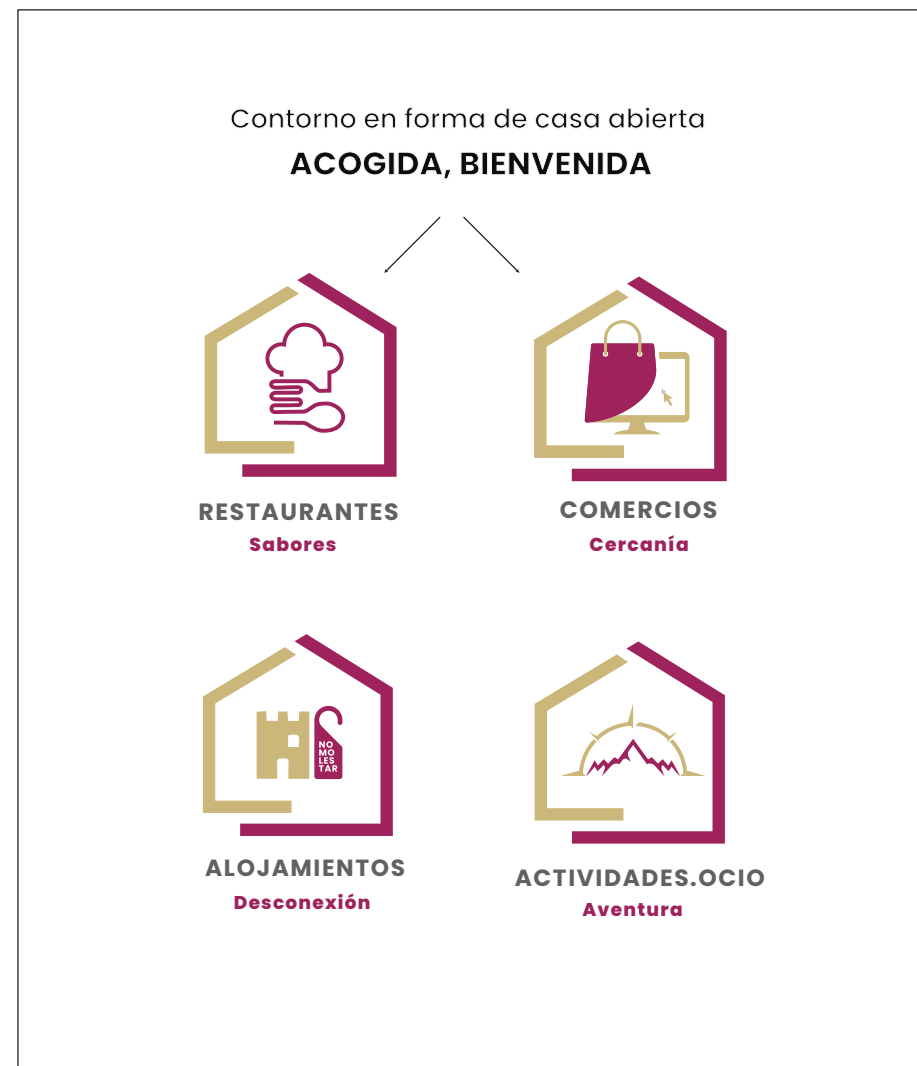 Contorno en forma de casa abierta
ACOGIDA, BIENVENIDA
RESTAURANTES
Sabores
COMERCIOS
Cercanía
NO
MO
LES
TAR
ALOJAMIENTOS
Desconexión
ACTIVIDADES.OCIO
Aventura